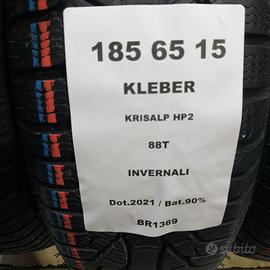 185 65 15
KLEBER
KRISALP HP2
88T
INVERNALI
Dot.2021 / Bat.90%
BR1369
subito